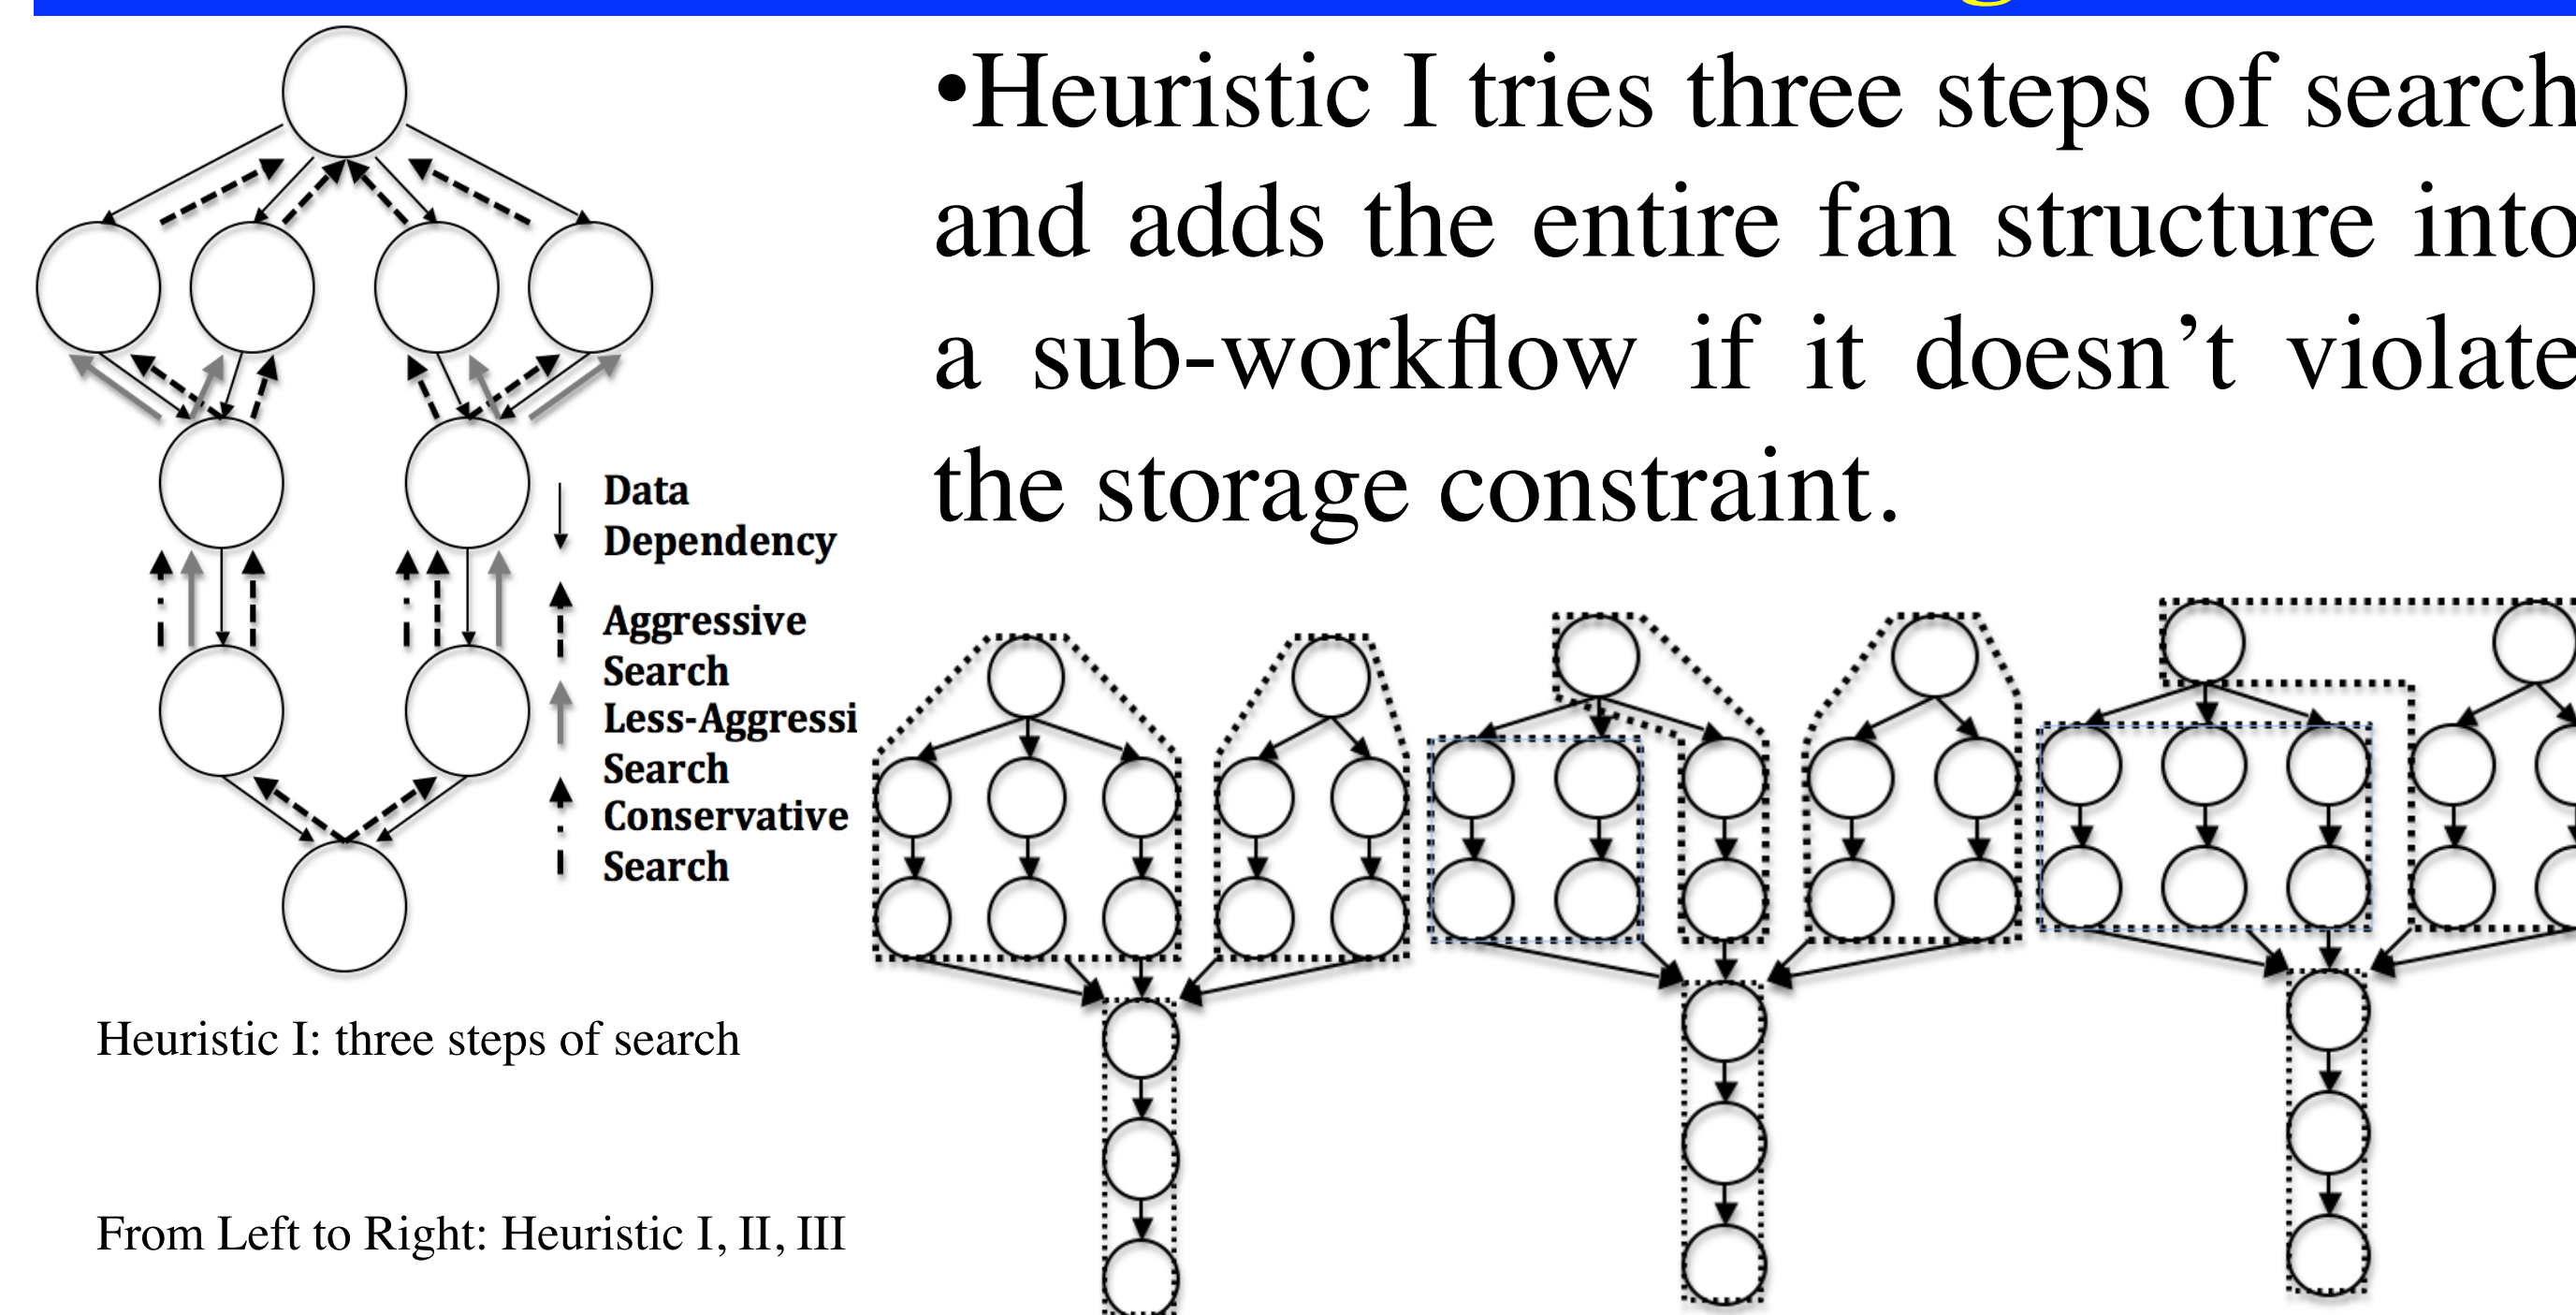 •Heuristic I tries three steps of search
and adds the entire fan structure into
a sub-workflow if it doesn’t violate
the storage constraint.
Data
Dependency
Aggressive
Search
Less-Aggressi
Search
Conservative
Search
Heuristic I: three steps of search
From Left to Right: Heuristic I, II, III